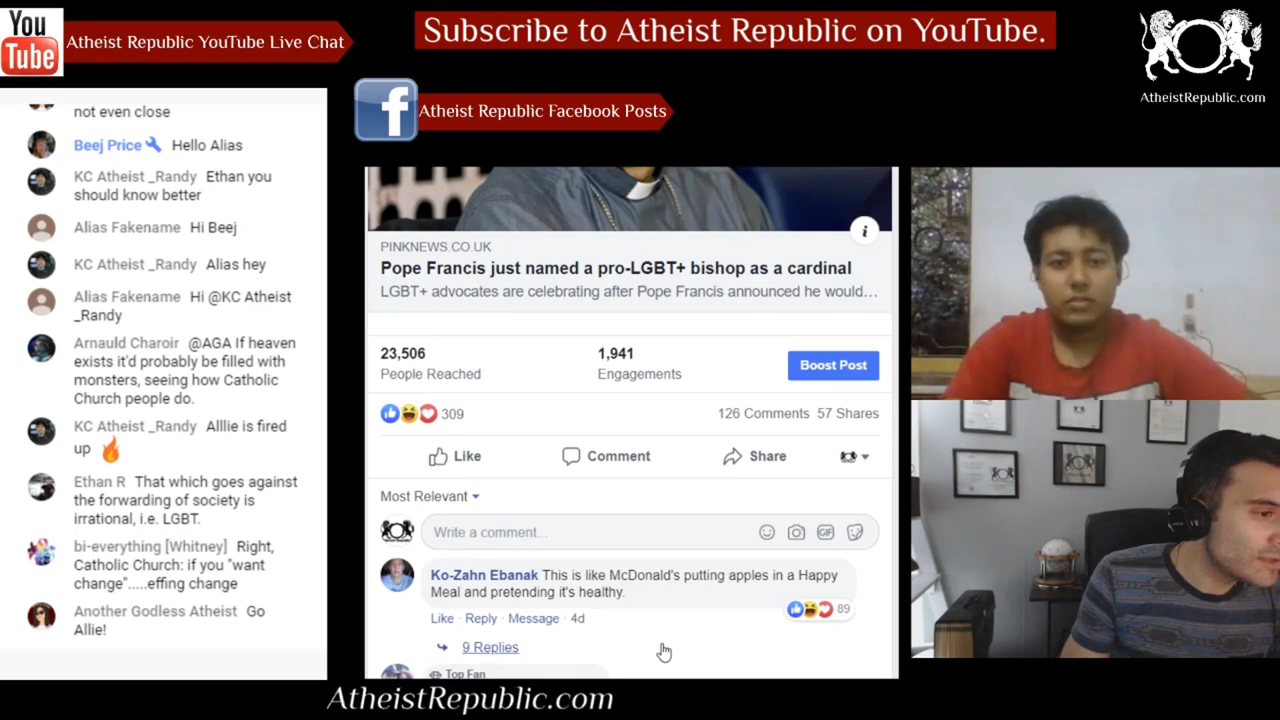 You
Tube
Atheist Republic YouTube Live Chat
Subscribe to Atheist Republic on YouTube.
AtheistRepublic.com
f
Atheist Republic Facebook Posts
not even close
Beej Price Hello Alias
KC Atheist _Randy Ethan you
should know better
Alias Fakename Hi Beej
KC Atheist _Randy Alias hey
Alias Fakename Hi @KC Atheist
_Randy
Arnauld Charoir @AGA If heaven
exists it'd probably be filled with
monsters, seeing how Catholic
Church people do.
KC Atheist _Randy Alllie is fired
up
Ethan R That which goes against
the forwarding of society is
irrational, i.e. LGBT.
bi-everything [Whitney] Right,
Catholic Church: if you "want
change".....effing change
Another Godless Atheist Go
Allie!
i
PINKNEWS.CO.UK
Pope Francis just named a pro-LGBT+ bishop as a cardinal
LGBT+ advocates are celebrating after Pope Francis announced he would...
23,506
People Reached
1,941
Engagements
Boost Post
309
126 Comments 57 Shares
Like
Comment
Share
Most Relevant
Write a comment...
GIF
Ko-Zahn Ebanak This is like McDonald's putting apples in a Happy
Meal and pretending it's healthy.
89
Like · Reply · Message · 4d
9 Replies
Top Fan
AtheistRepublic.com